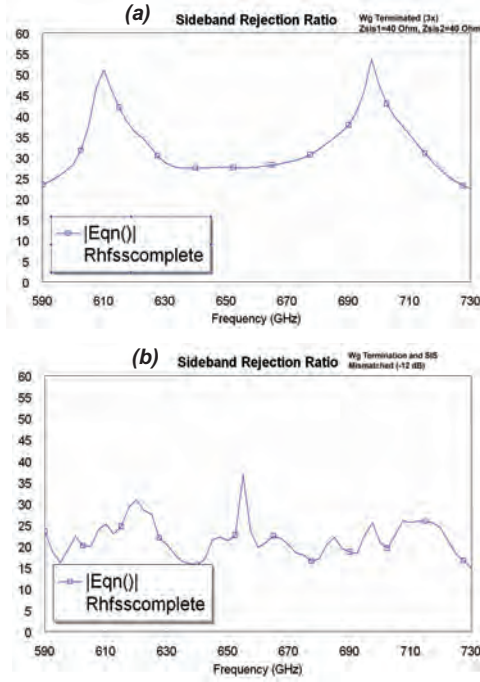 (a)
Sideband Rejection Ratio
Wg Terminated (3x)
Zsis1=40 Ohm, Zsis2=40 Ohm
60
55
50
45
40
35
30
25
20
15
10
5
0
|Eqn()|
Rhfsscomplete
590 610 630 650 670 690 710 730
Frequency (GHz)
(b)
Sideband Rejection Ratio
Wg Termination and SIS
Mismatched (-12 dB)
60
55
50
45
40
35
30
25
20
15
10
5
0
|Eqn()|
Rhfsscomplete
590 610 630 650 670 690 710 730
Frequency (GHz)